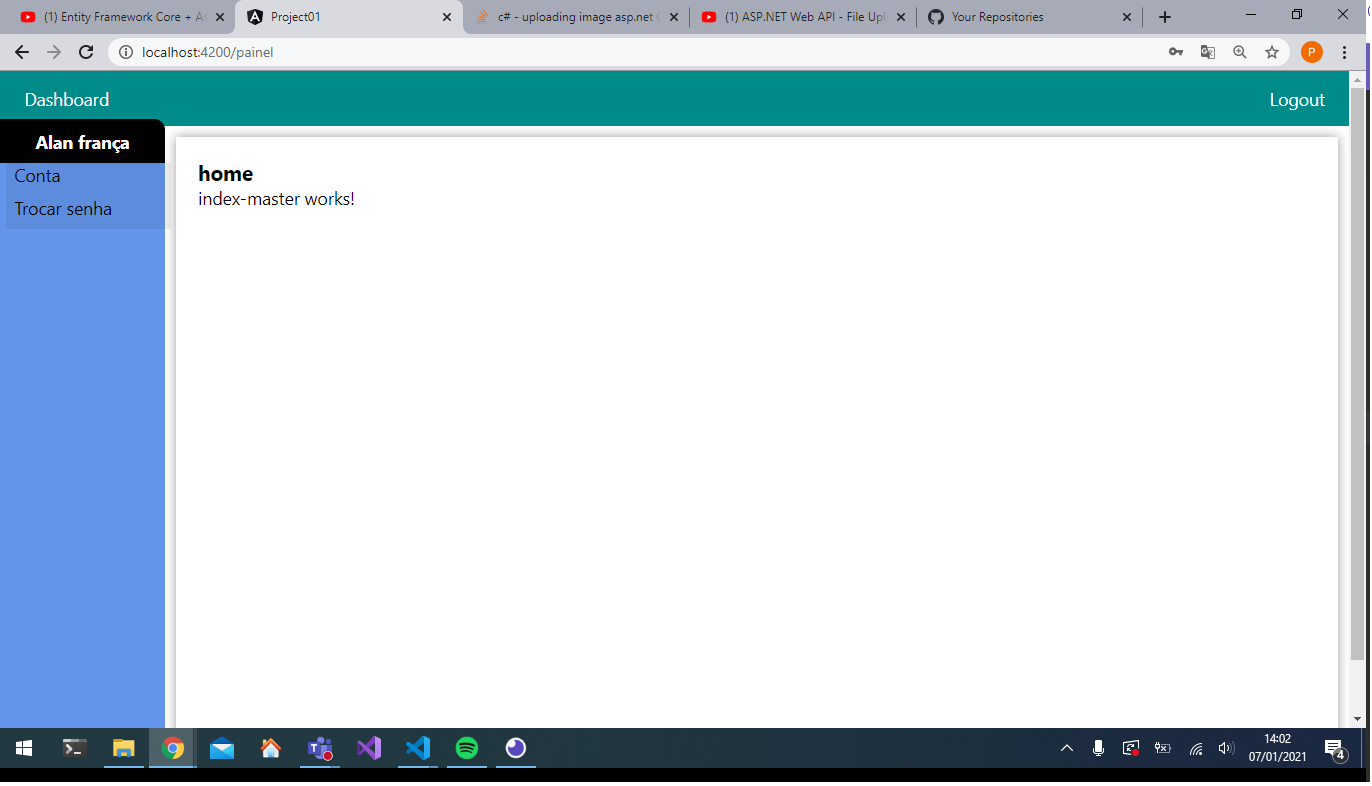 (1) Entity Framework Core + A
Project01
c# - uploading image asp.net
(1) ASP.NET Web API - File Upl
Your Repositories
localhost:4200/painel
P
Dashboard
Logout
Alan frança
Conta
Trocar senha
home
index-master works!
14:02
07/01/2021
4